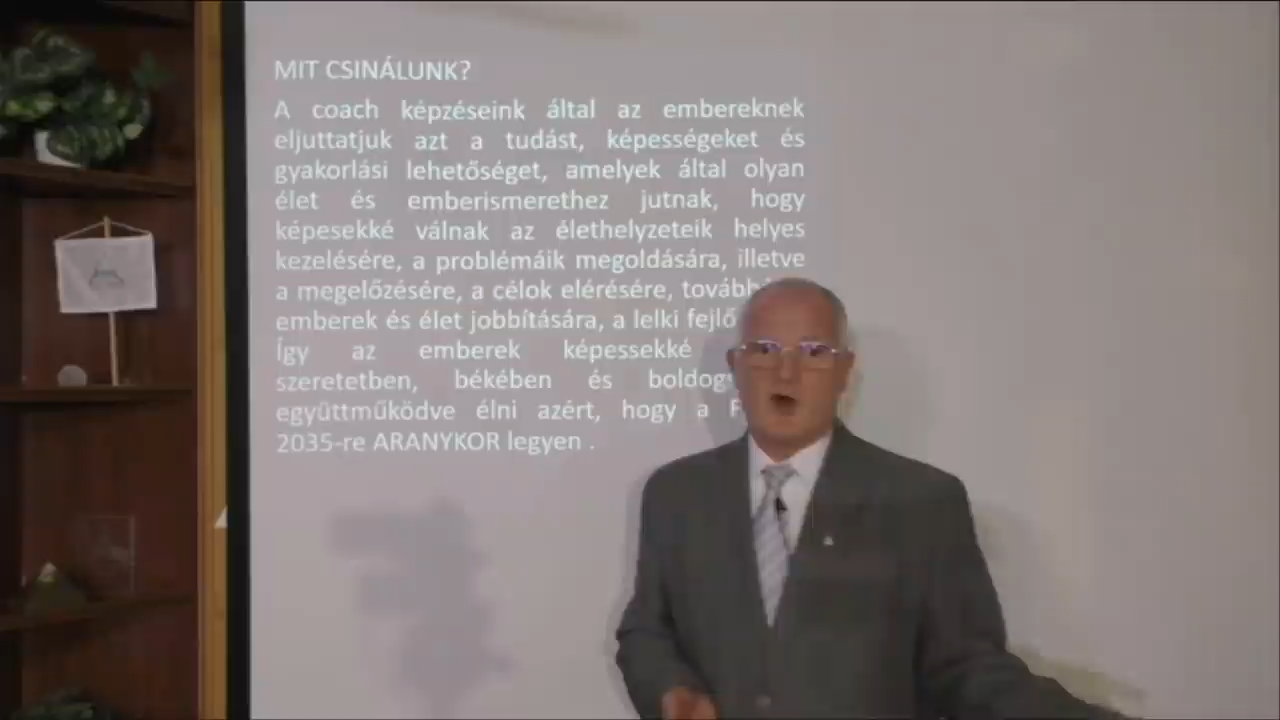 MIT CSINÁLUNK?
A coach képzéseink által az embereknek
eljuttatjuk azt a tudást, képességeket és
gyakorlási lehetőséget, amelyek által olyan
élet és emberismerethez jutnak, hogy
képesekké válnak az élethelyzeteik helyes
kezelésére, a problémáik megoldására, illetve
a megelőzésére, a célok elérésére,
emberek és élet jobbítására, a lelki
Így az emberek képessekké
szeretetben, békében és
együttműködve élni azért, hogy a
2035-re ARANYKOR legyen .